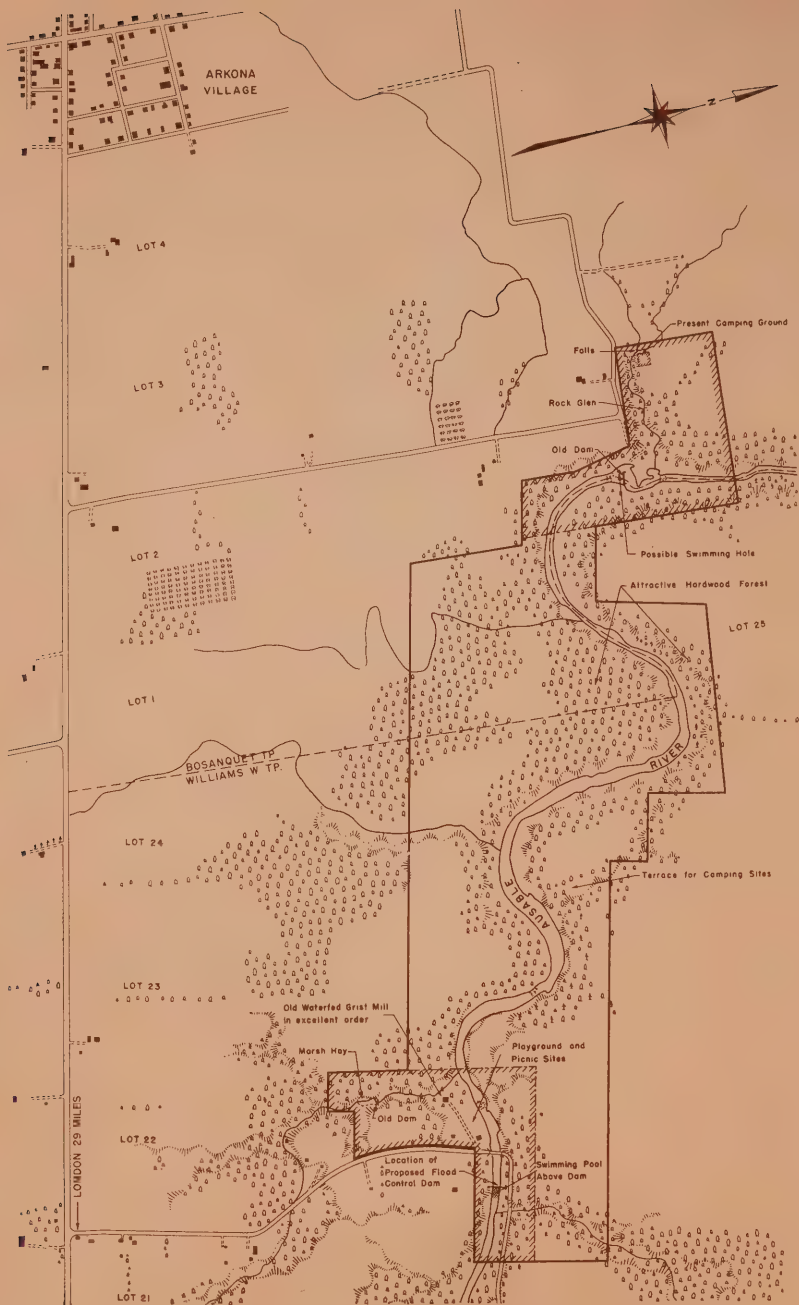 ARKONA
VILLAGE
N
LOT 4
Present Camping Ground
Falls
LOT 3
Rock Glen
Old Dam
LOT 2
Possible Swimming Hole
Attractive Hardwood Forest
LOT 25
LOT 1
BOSANQUET TP.
WILLIAMS W TP.
RIVER
LOT 24
Terrace for Camping Sites
AUSABLE
LOT 23
Old Waterfed Grist Mill
in excellent order
Marsh Hay
Playground and
Picnic Sites
Old Dam
LONDON 29 MILES
LOT 22
Location of
Proposed Flood
Control Dam
Swimming Pool
Above Dam
LOT 21